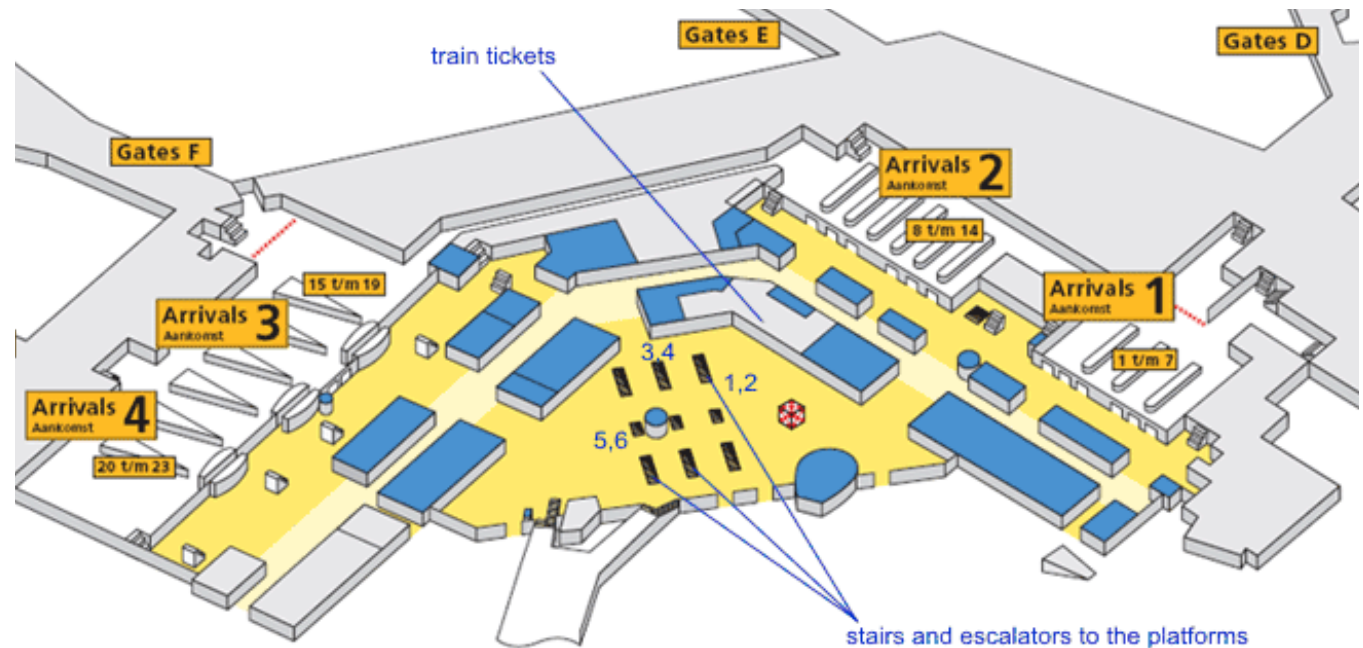 Gates E
Gates D
train tickets
Gates F
Arrivals 2
Aankomst
8 t/m 14
15 t/m 19
Arrivals 1
Aankomst
Arrivals 3
Aankomst
1 t/m 7
3,4
1,2
Arrivals 4
Aankomst
5,6
20 t/m 23
stairs and escalators to the platforms